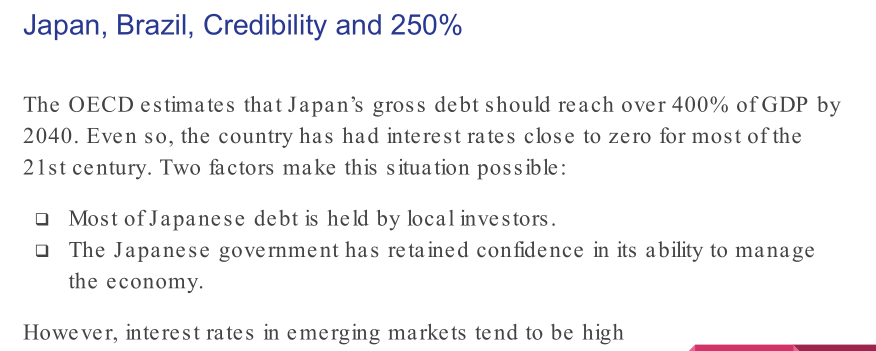 Japan, Brazil, Credibility and 250%
The OECD estimates that Japan’s gross debt should reach over 400% of GDP by
2040. Even so, the country has had interest rates close to zero for most of the
21st century. Two factors make this situation possible:
❑ Most of Japanese debt is held by local investors.
❑ The Japanese government has retained confidence in its ability to manage
the economy.
However, interest rates in emerging markets tend to be high